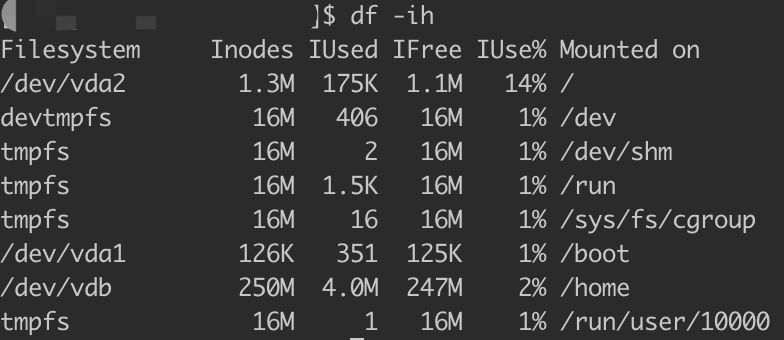 ]$ df -ih
Filesystem Inodes IUsed IFree IUse% Mounted on
/dev/vda2 1.3M 175K 1.1M 14% /
devtmpfs 16M 406 16M 1% /dev
tmpfs 16M 2 16M 1% /dev/shm
tmpfs 16M 1.5K 16M 1% /run
tmpfs 16M 16 16M 1% /sys/fs/cgroup
/dev/vda1 126K 351 125K 1% /boot
/dev/vdb 250M 4.0M 247M 2% /home
tmpfs 16M 1 16M 1% /run/user/10000